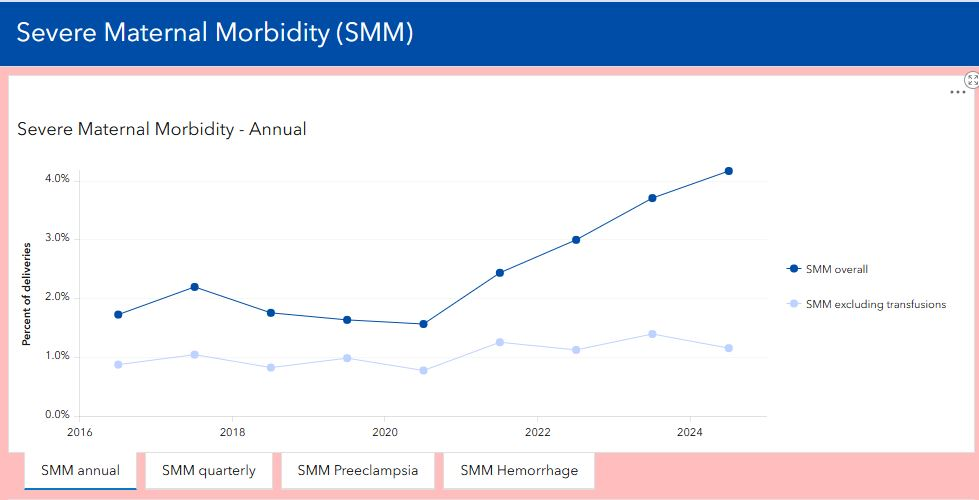 Severe Maternal Morbidity (SMM)
Severe Maternal Morbidity - Annual
4.0%
3.0%
2.0%
1.0%
0.0%
Percent of deliveries
2016 2018 2020 2022 2024
SMM overall
SMM excluding transfusions
SMM annual SMM quarterly SMM Preeclampsia SMM Hemorrhage